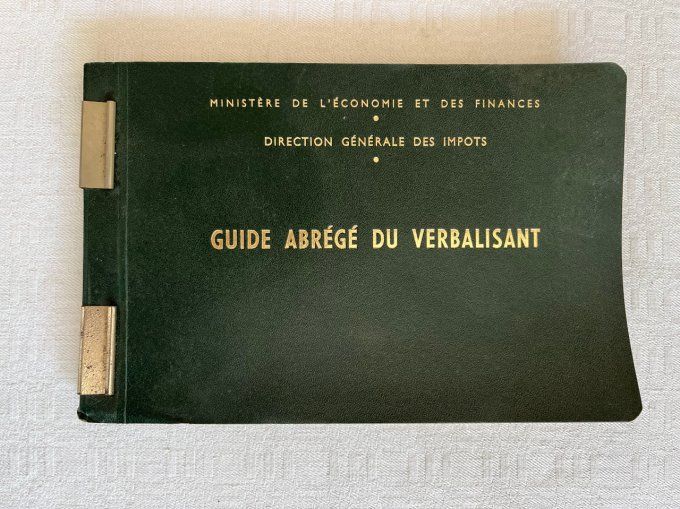 MINISTÈRE DE L'ÉCONOMIE ET DES FINANCES
DIRECTION GÉNÉRALE DES IMPOTS
GUIDE ABRÉGÉ DU VERBALISANT